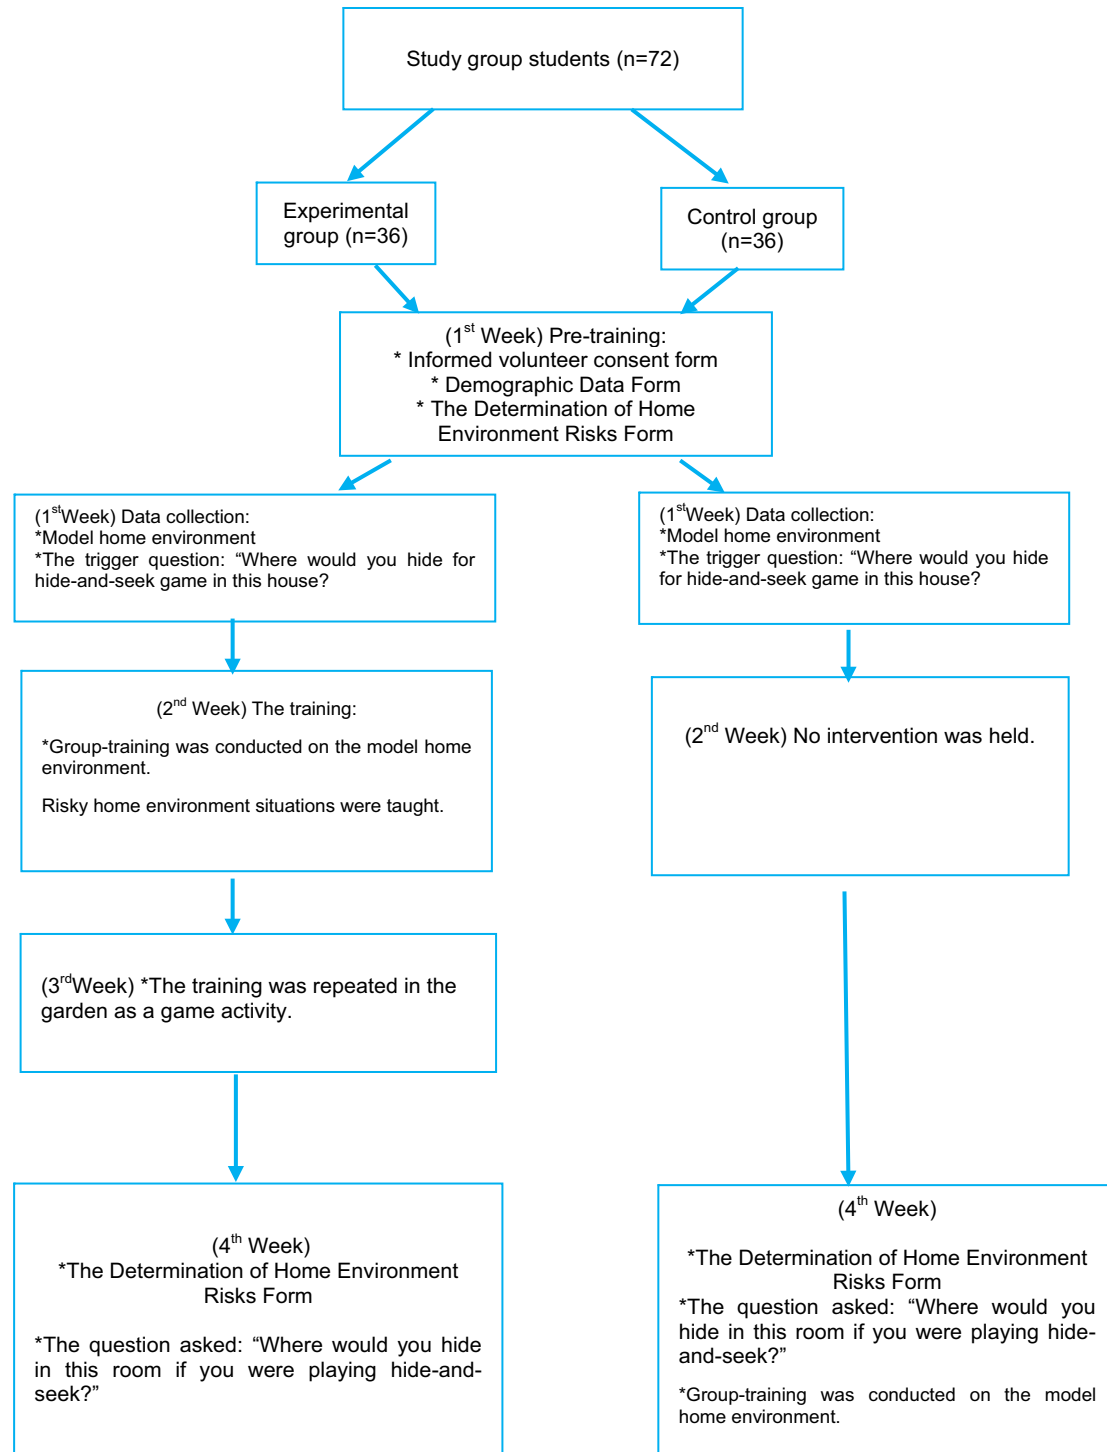 Study group students (n=72)
Experimental
group (n=36)
Control group
(n=36)
(1st Week) Pre-training:
* Informed volunteer consent form
* Demographic Data Form
* The Determination of Home
Environment Risks Form
(1stWeek) Data collection:
*Model home environment
*The trigger question: “Where would you hide for
hide-and-seek game in this house?
(1stWeek) Data collection:
*Model home environment
*The trigger question: “Where would you hide
for hide-and-seek game in this house?
(2nd Week) The training:
*Group-training was conducted on the model home
environment.
Risky home environment situations were taught.
(2nd Week) No intervention was held.
(3rdWeek) *The training was repeated in the
garden as a game activity.
(4th Week)
*The Determination of Home Environment
Risks Form
*The question asked: “Where would you hide
in this room if you were playing hide-and-
seek?”
(4th Week)
*The Determination of Home Environment
Risks Form
*The question asked: “Where would you
hide in this room if you were playing hide-
and-seek?”
*Group-training was conducted on the model
home environment.